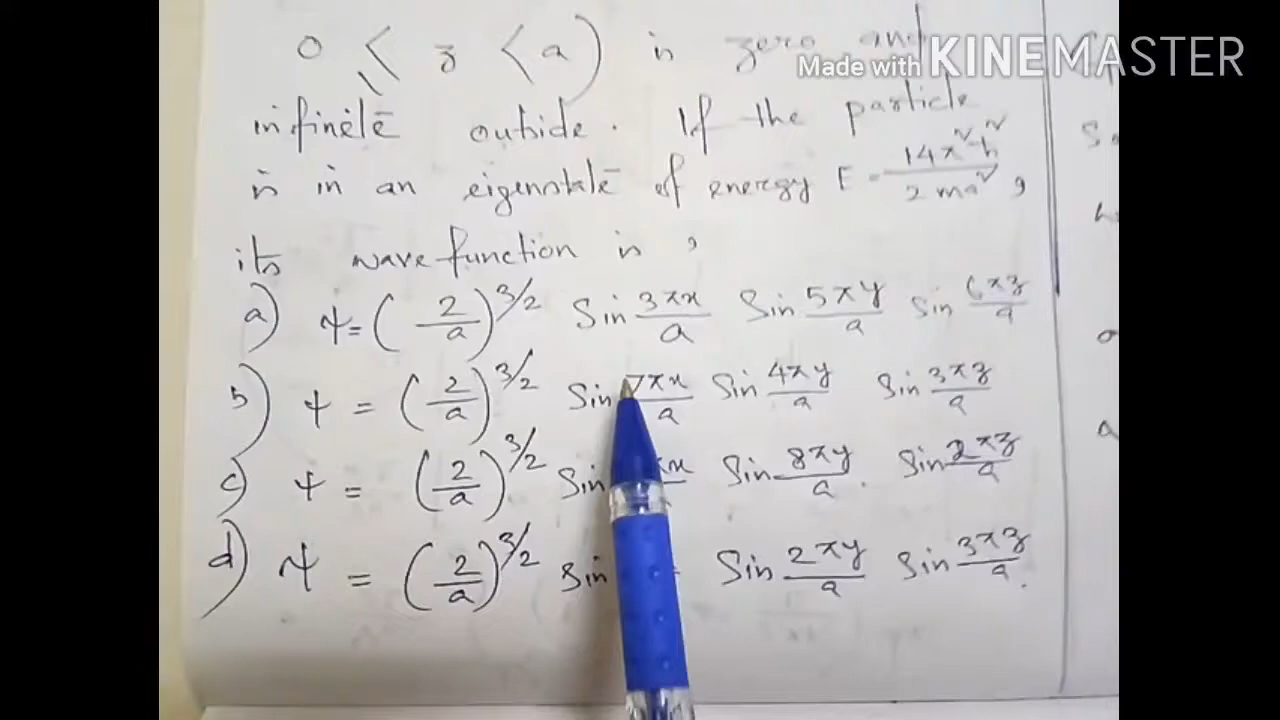 0 < z < a) is zero and
Made with KINEMASTER
infinite outside. If the particle
is in an eigenstate of energy E = 14π²ħ²/2ma²,
its wave function is,
a) ψ = (2/a)^3/2 Sin 3πx/a Sin 5πy/a Sin 6πz/a
b) ψ = (2/a)^3/2 Sin 7πx/a Sin 4πy/a Sin 3πz/a
c) ψ = (2/a)^3/2 Sin Sin 8πy/a Sin 2πz/a
d) ψ = (2/a)^3/2 Sin Sin 2πy/a Sin 3πz/a.